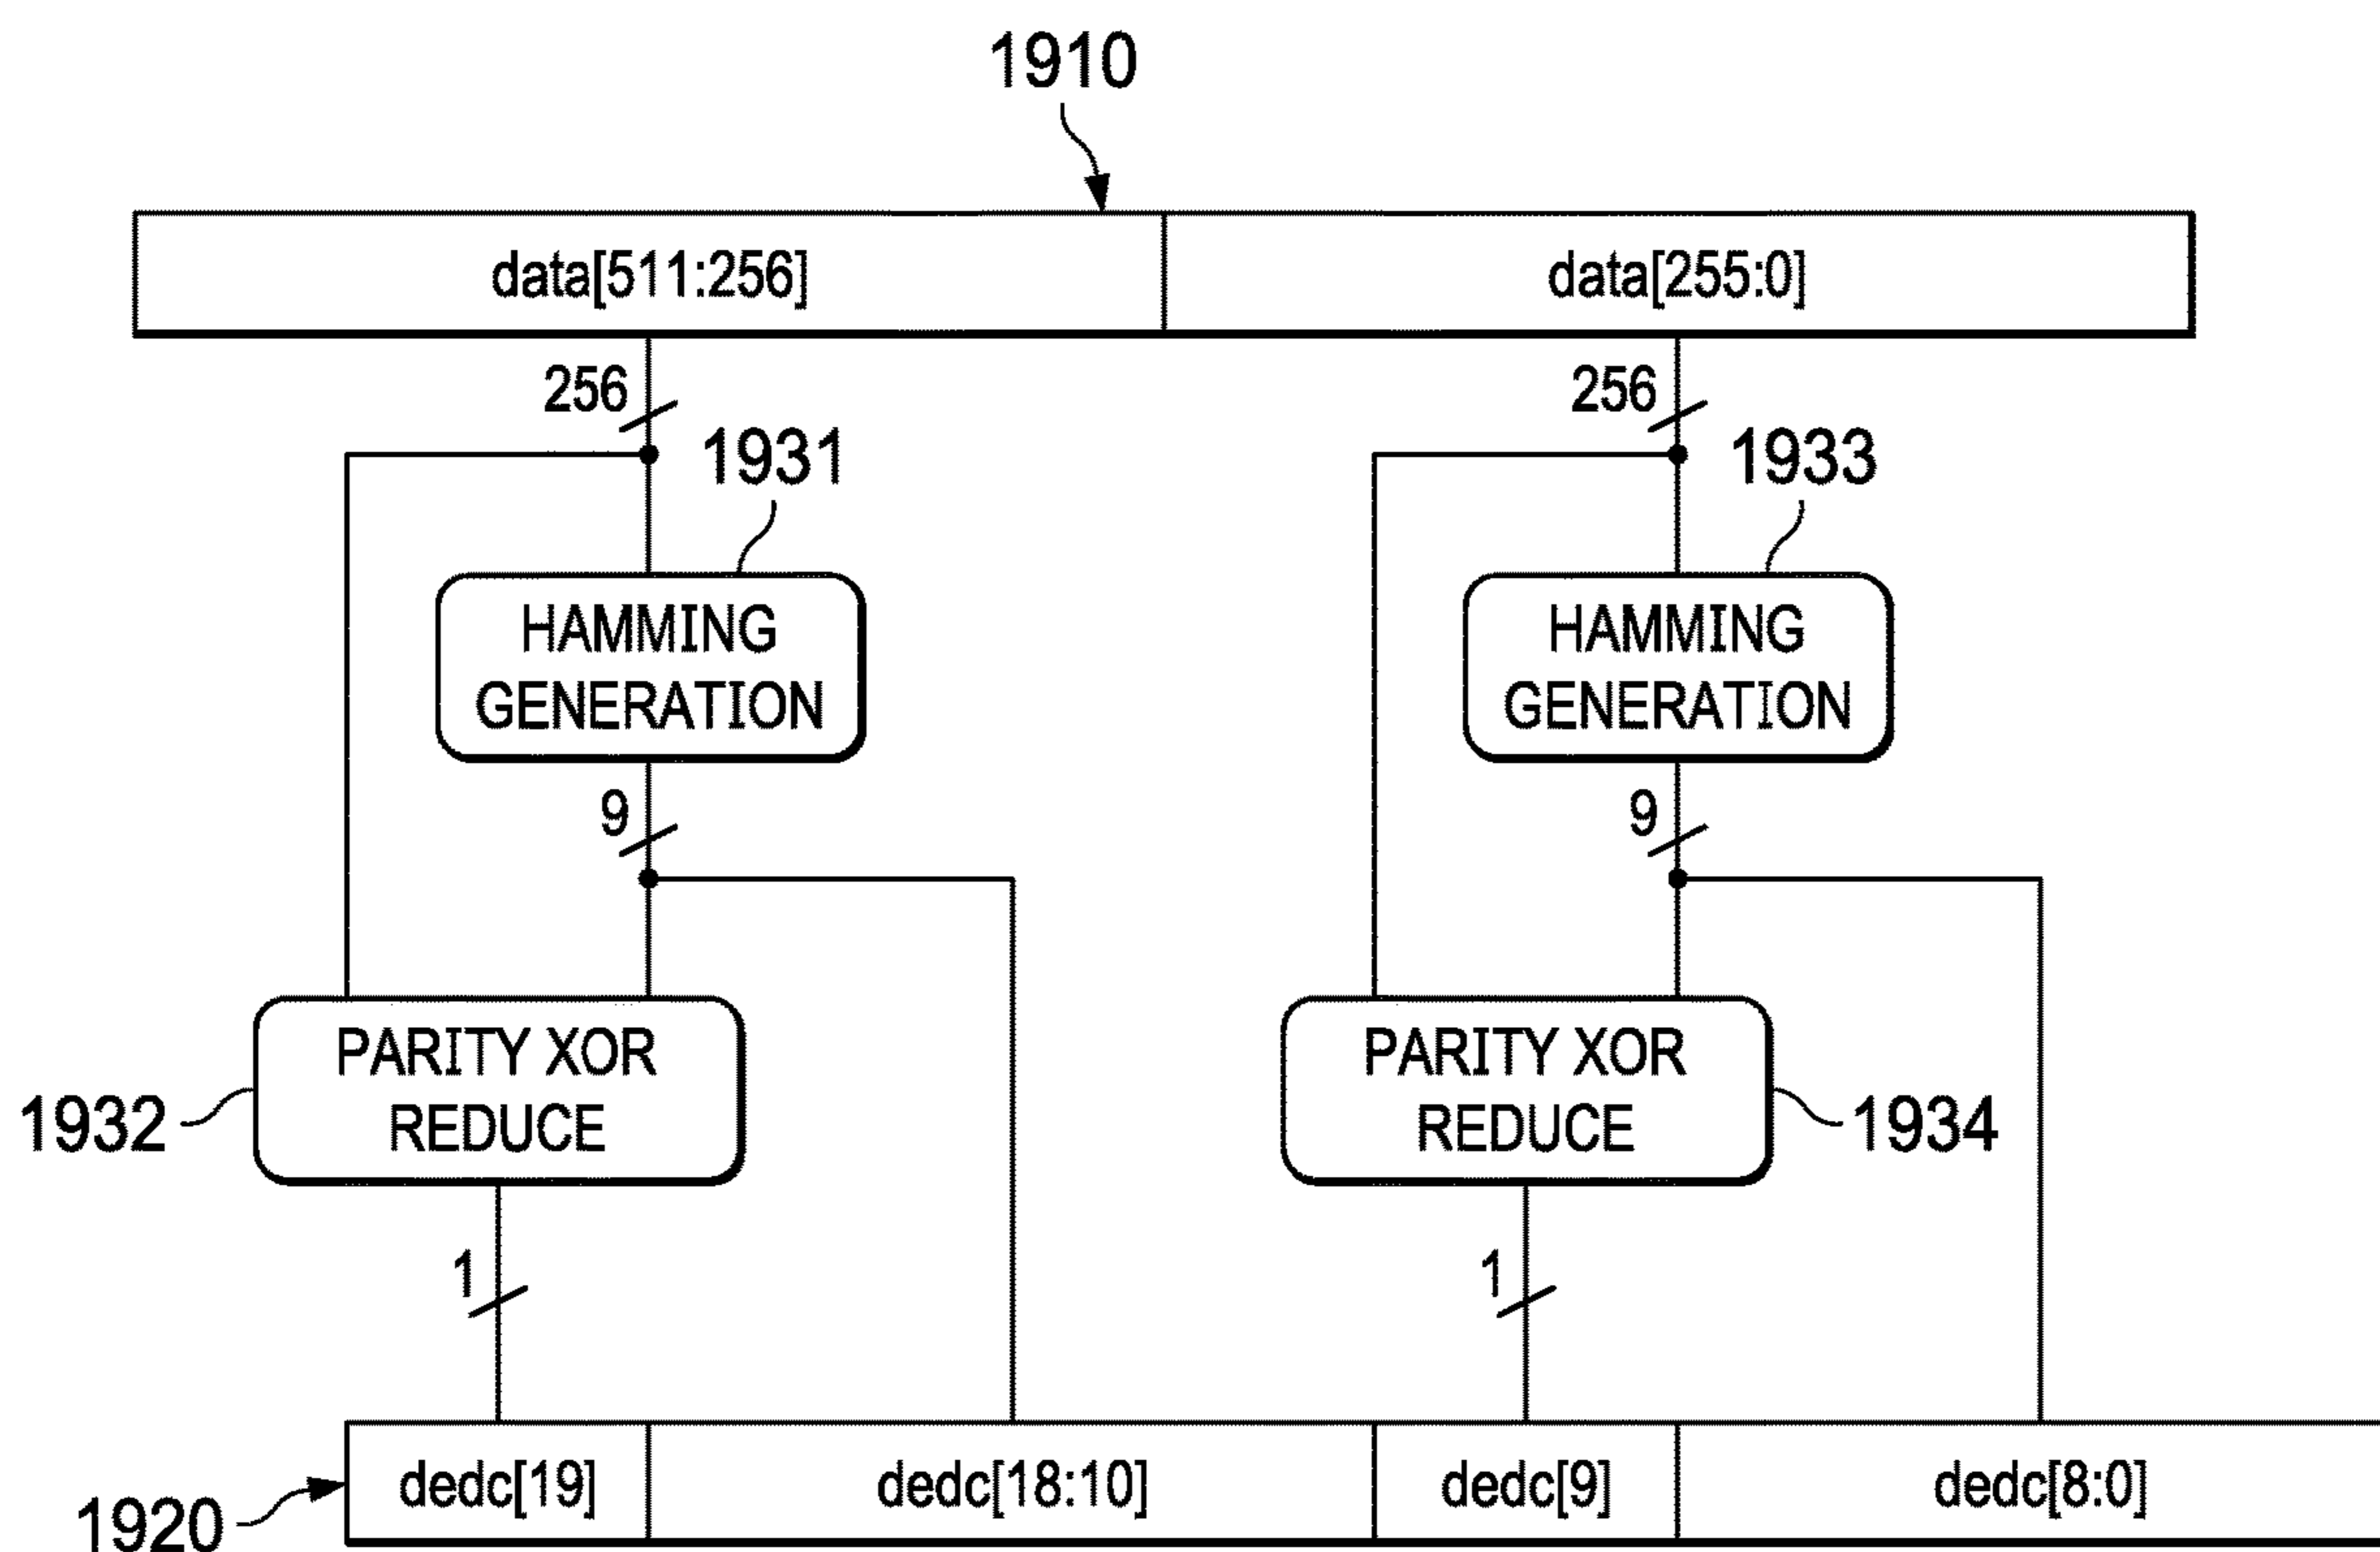 1910
data[511:256] data[255:0]
256 256
1931 1933
HAMMING
GENERATION
HAMMING
GENERATION
9 9
PARITY XOR
REDUCE
PARITY XOR
REDUCE
1932 1934
1 1
dedc[19] dedc[18:10] dedc[9] dedc[8:0]
1920